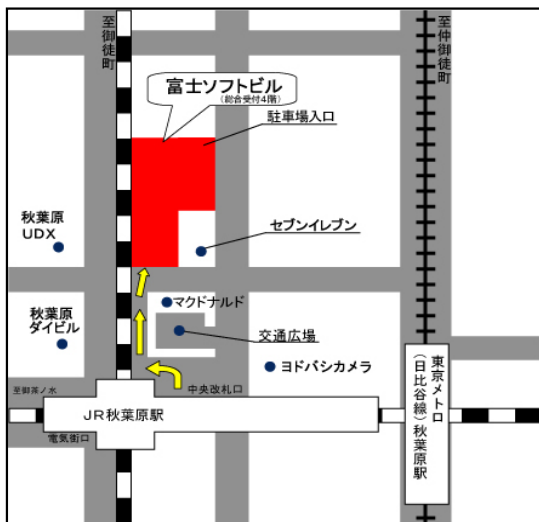 至御徒町
至仲御徒町
富士ソフトビル
（総合受付4階）
駐車場入口
秋葉原
UDX
セブンイレブン
マクドナルド
秋葉原
ダイビル
交通広場
ヨドバシカメラ
至御茶ノ水
中央改札口
JR秋葉原駅
電気街口
東京メトロ
（日比谷線）秋葉原駅